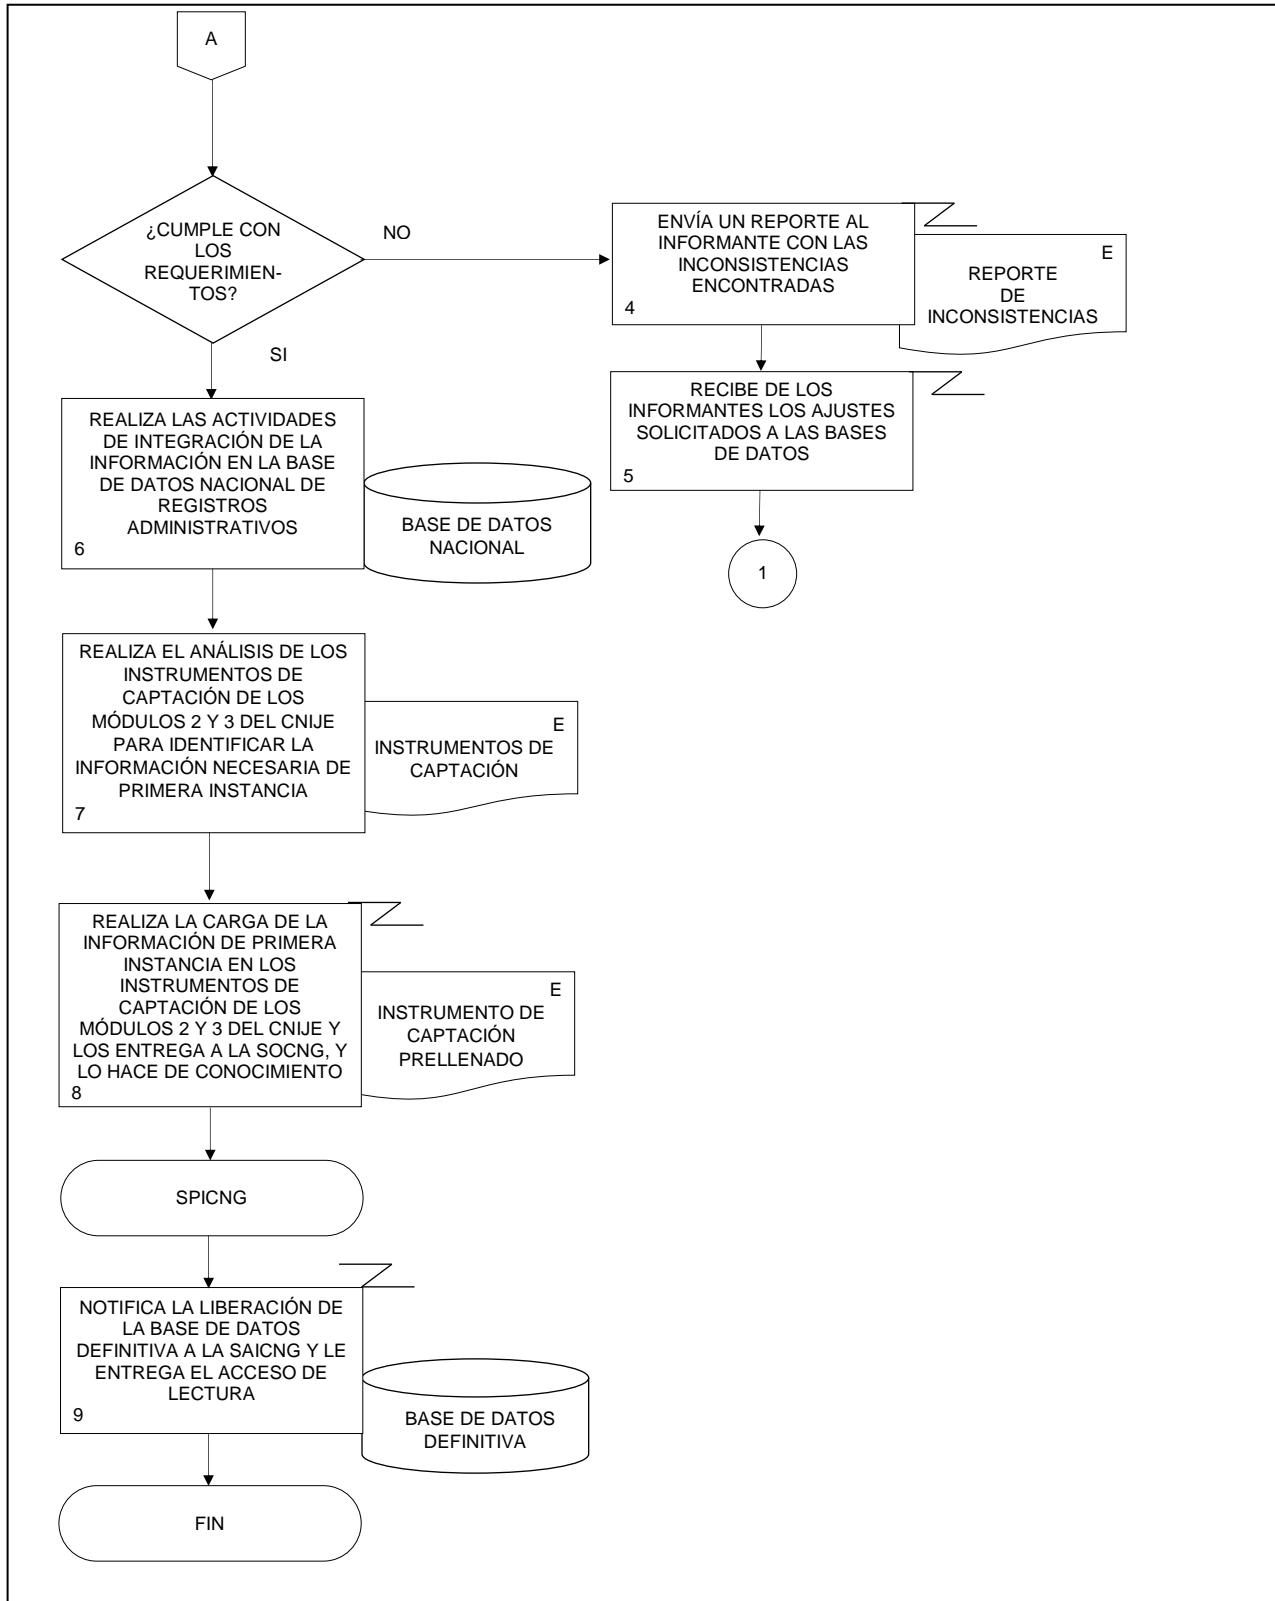 A
¿CUMPLE CON
LOS
REQUERIMIEN-
TOS?
NO
SI
ENVÍA UN REPORTE AL
INFORMANTE CON LAS
INCONSISTENCIAS
ENCONTRADAS
4
E
REPORTE
DE
INCONSISTENCIAS
RECIBE DE LOS
INFORMANTES LOS AJUSTES
SOLICITADOS A LAS BASES
DE DATOS
5
1
REALIZA LAS ACTIVIDADES
DE INTEGRACIÓN DE LA
INFORMACIÓN EN LA BASE
DE DATOS NACIONAL DE
REGISTROS
ADMINISTRATIVOS
6
BASE DE DATOS
NACIONAL
REALIZA EL ANÁLISIS DE LOS
INSTRUMENTOS DE
CAPTACIÓN DE LOS
MÓDULOS 2 Y 3 DEL CNIJE
PARA IDENTIFICAR LA
INFORMACIÓN NECESARIA DE
PRIMERA INSTANCIA
7
E
INSTRUMENTOS DE
CAPTACIÓN
REALIZA LA CARGA DE LA
INFORMACIÓN DE PRIMERA
INSTANCIA EN LOS
INSTRUMENTOS DE
CAPTACIÓN DE LOS
MÓDULOS 2 Y 3 DEL CNIJE Y
LOS ENTREGA A LA SOCNG, Y
LO HACE DE CONOCIMIENTO
8
E
INSTRUMENTO DE
CAPTACIÓN
PRELLENADO
SPICNG
NOTIFICA LA LIBERACIÓN DE
LA BASE DE DATOS
DEFINITIVA A LA SAICNG Y LE
ENTREGA EL ACCESO DE
LECTURA
9
BASE DE DATOS
DEFINITIVA
FIN